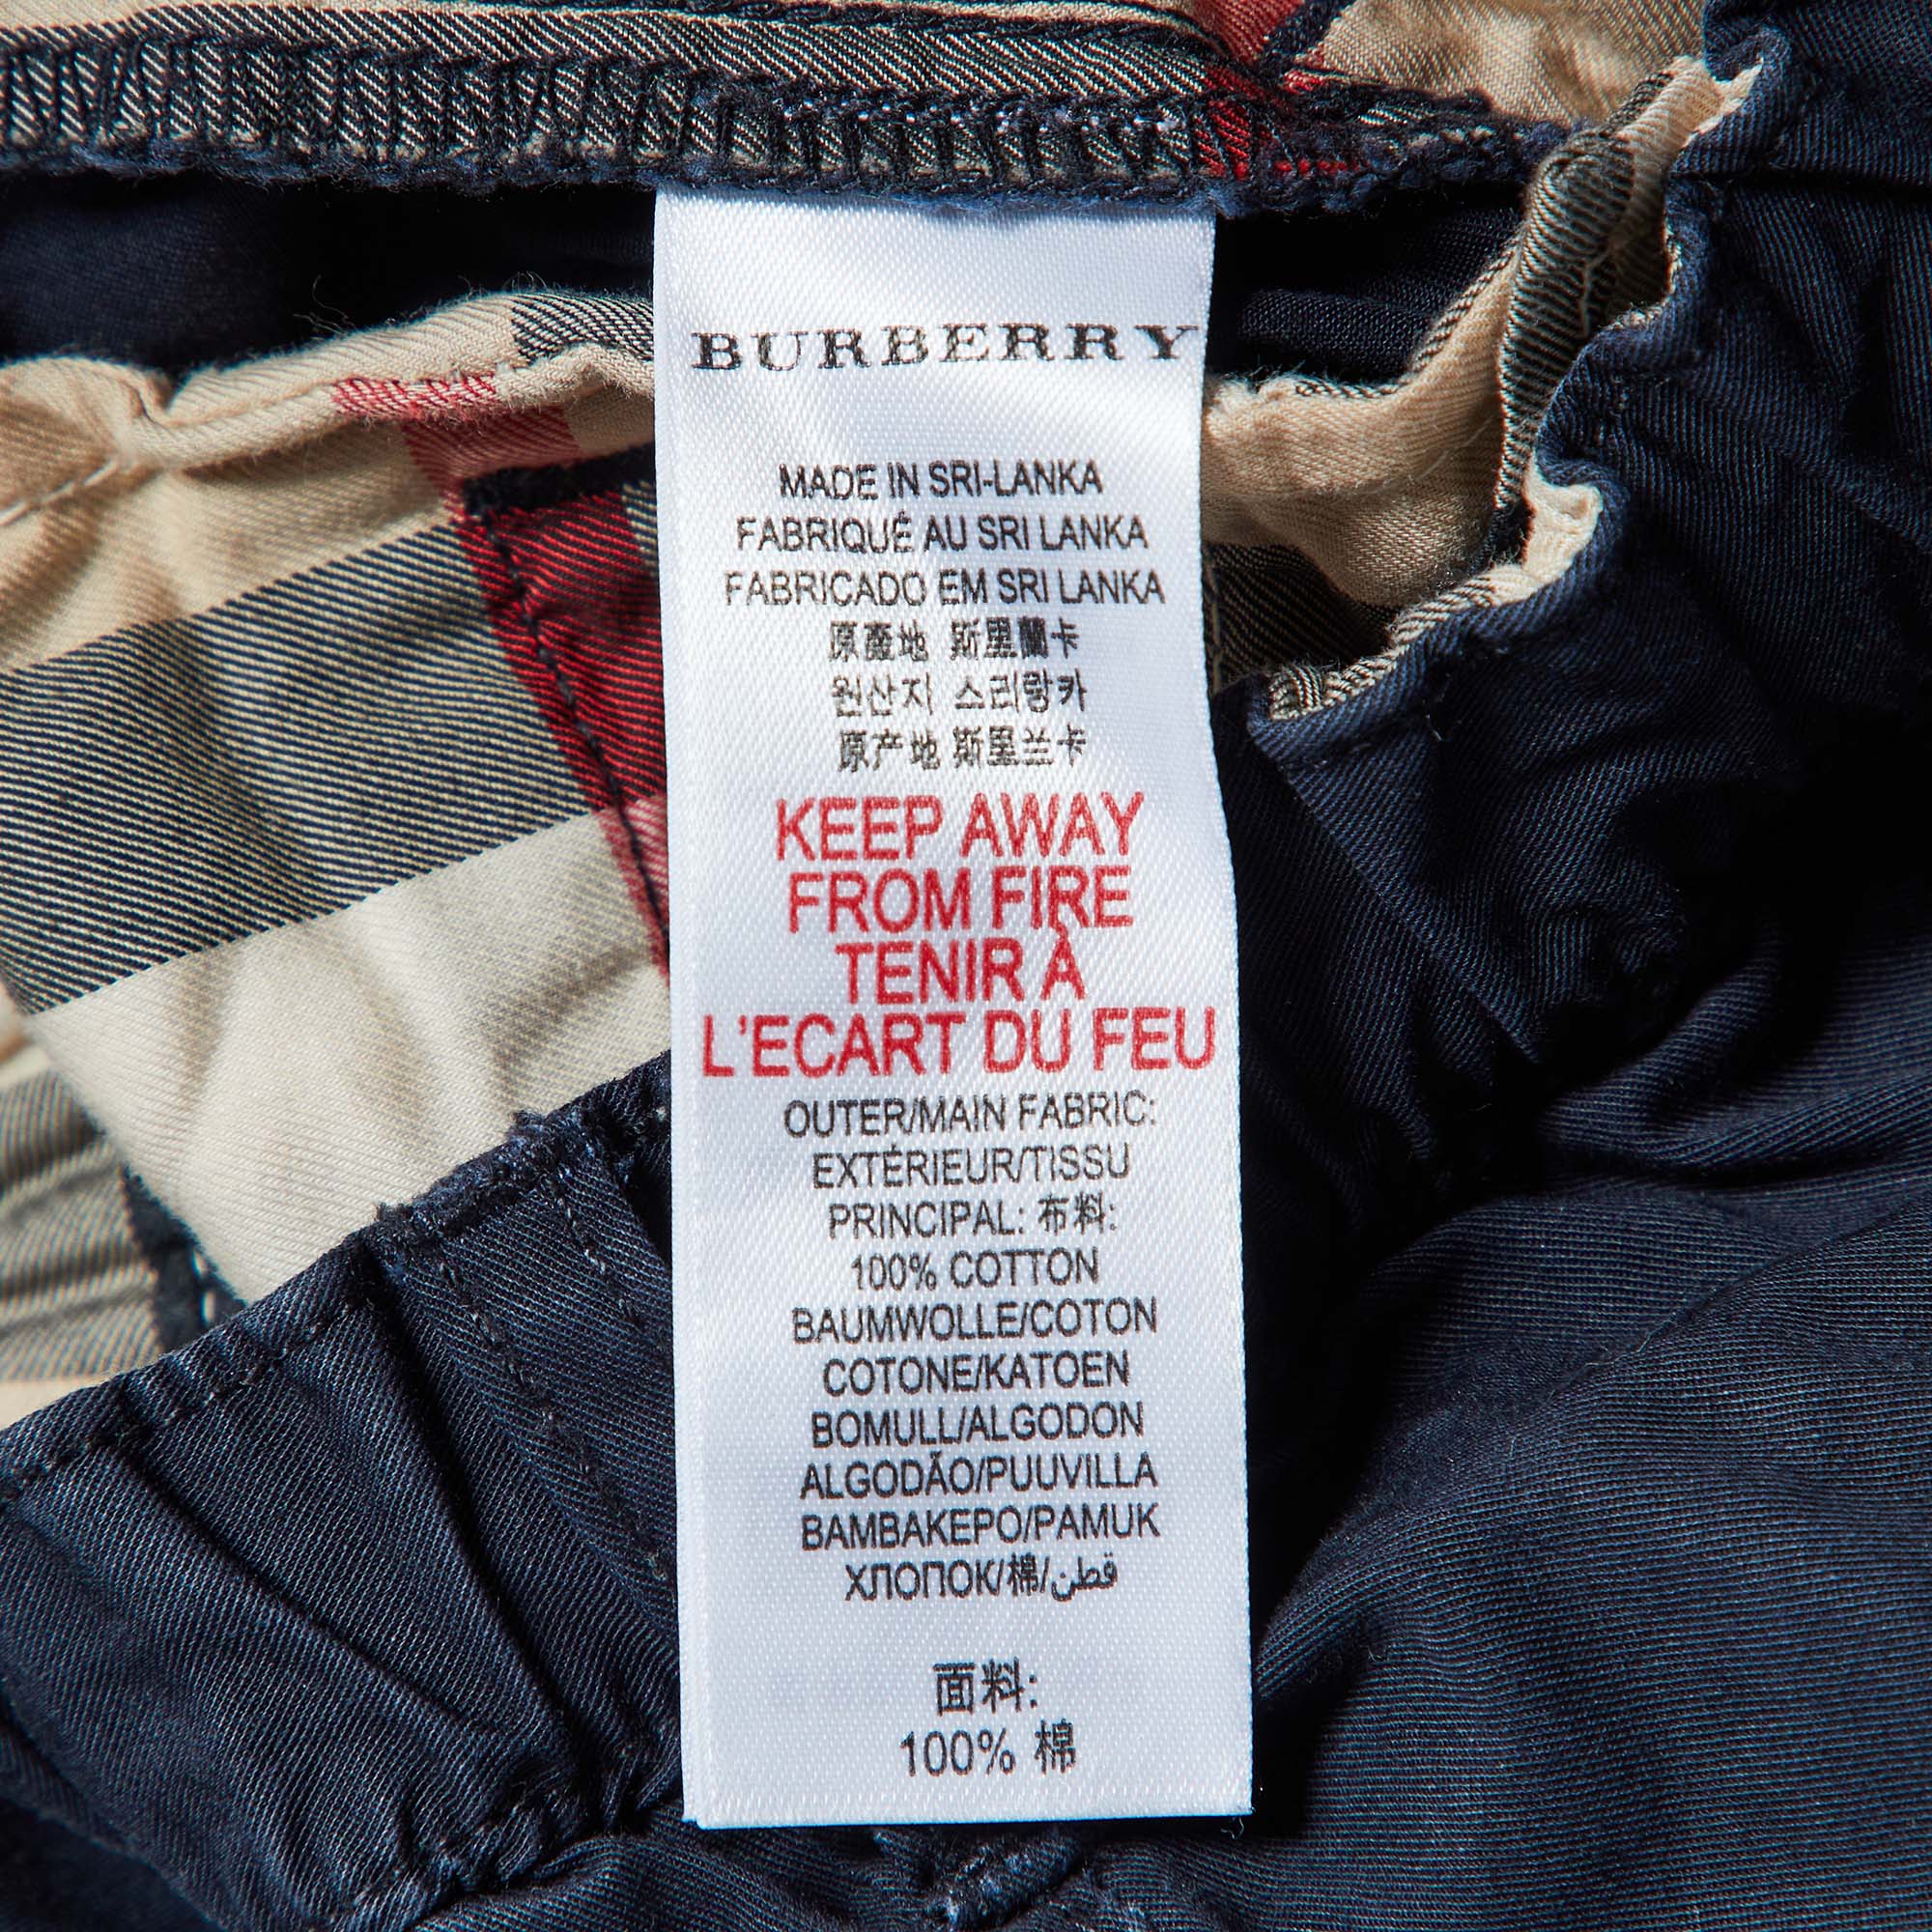 BURBERRY
MADE IN SRI-LANKA
FABRIQUÉ AU SRI LANKA
FABRICADO EM SRI LANKA
原產地 斯里蘭卡
원산지 스리랑카
原产地 斯里兰卡
KEEP AWAY
FROM FIRE
TENIR À
L'ECART DU FEU
OUTER/MAIN FABRIC:
EXTÉRIEUR/TISSU
PRINCIPAL: 布料:
100% COTTON
BAUMWOLLE/COTON
COTONE/KATOEN
BOMULL/ALGODON
ALGODÃO/PUUVILLA
BAMBAKEPO/PAMUK
ХЛОПОК/棉/قطن
面料:
100% 棉